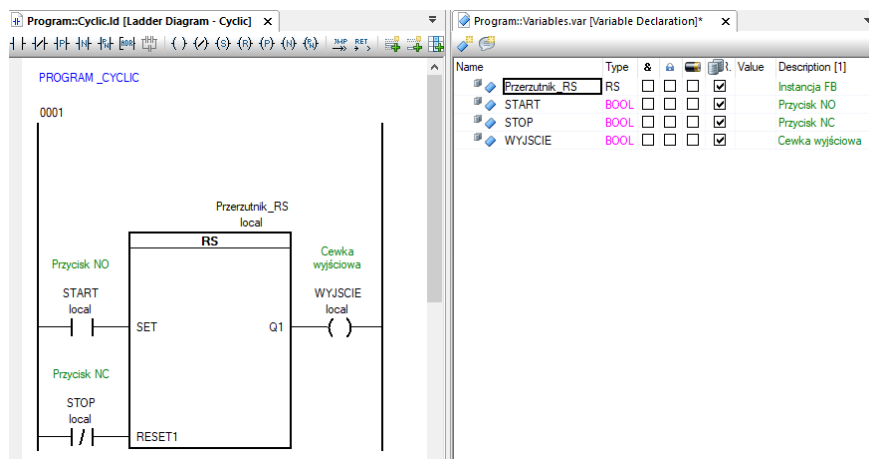 Program::Cyclic.ld [Ladder Diagram - Cyclic]
PROGRAM _CYCLIC
0001
Przerzutnik_RS
local
RS
Przycisk NO
Cewka
wyjściowa
START
local
WYJSCIE
local
SET
Q1
Przycisk NC
STOP
local
RESET1
Program::Variables.var [Variable Declaration]*
Name Type & Value Description [1]
Przerzutnik_RS RS Instancja FB
START BOOL Przycisk NO
STOP BOOL Przycisk NC
WYJSCIE BOOL Cewka wyjściowa